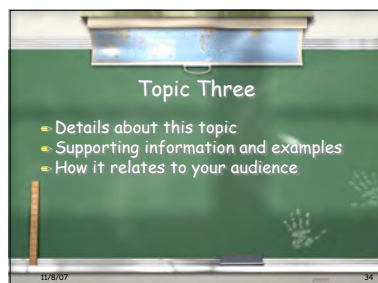 Topic Three
Details about this topic
Supporting information and examples
How it relates to your audience
11/8/07
34